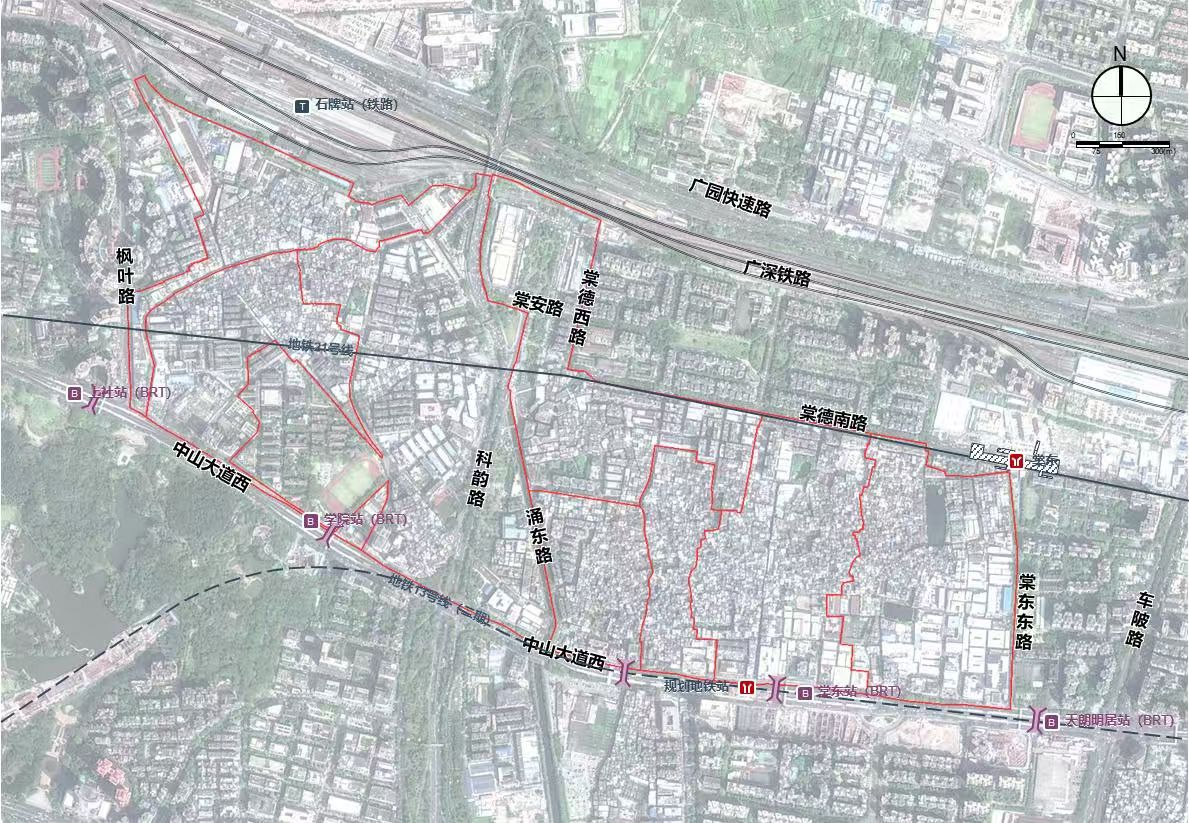 N
0
150
75
300(m)
T 石牌站（铁路）
广园快速路
枫叶路
广深铁路
棠德西路
棠安路
地铁21号线
B 上社站（BRT）
棠德南路
棠东
中山大道西
科韵路
B 学院站（BRT）
涌东路
地铁13号线（二期）
棠东东路
车陂路
中山大道西
规划地铁站
B 棠东站（BRT）
B 天朗明居站（BRT）